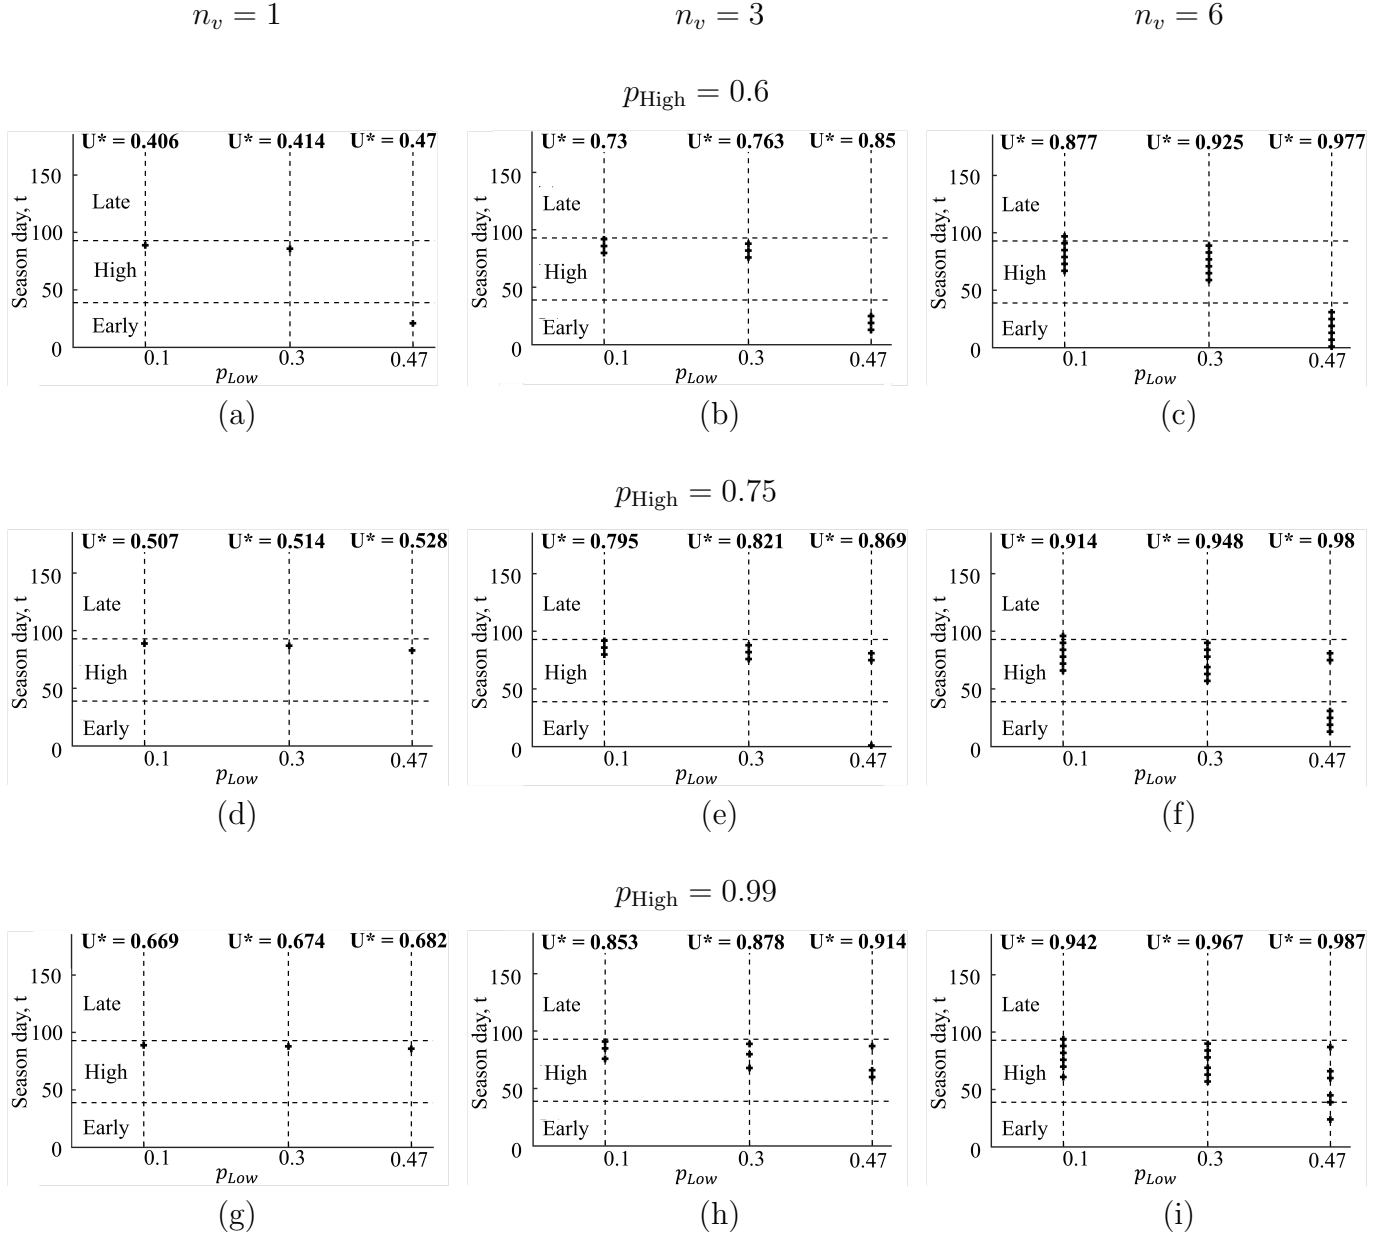 n_v = 1 n_v = 3 n_v = 6
p_High = 0.6
U* = 0.406 U* = 0.414 U* = 0.47
150
Late
100
High
50
Early
0
0.1 0.3 0.47
Season day, t
p_Low
(a)
U* = 0.73 U* = 0.763 U* = 0.85
150
Late
100
High
50
Early
0
0.1 0.3 0.47
Season day, t
p_Low
(b)
U* = 0.877 U* = 0.925 U* = 0.977
150
Late
100
High
50
Early
0
0.1 0.3 0.47
Season day, t
p_Low
(c)
p_High = 0.75
U* = 0.507 U* = 0.514 U* = 0.528
150
Late
100
High
50
Early
0
0.1 0.3 0.47
Season day, t
p_Low
(d)
U* = 0.795 U* = 0.821 U* = 0.869
150
Late
100
High
50
Early
0
0.1 0.3 0.47
Season day, t
p_Low
(e)
U* = 0.914 U* = 0.948 U* = 0.98
150
Late
100
High
50
Early
0
0.1 0.3 0.47
Season day, t
p_Low
(f)
p_High = 0.99
U* = 0.669 U* = 0.674 U* = 0.682
150
Late
100
High
50
Early
0
0.1 0.3 0.47
Season day, t
p_Low
(g)
U* = 0.853 U* = 0.878 U* = 0.914
150
Late
100
High
50
Early
0
0.1 0.3 0.47
Season day, t
p_Low
(h)
U* = 0.942 U* = 0.967 U* = 0.987
150
Late
100
High
50
Early
0
0.1 0.3 0.47
Season day, t
p_Low
(i)